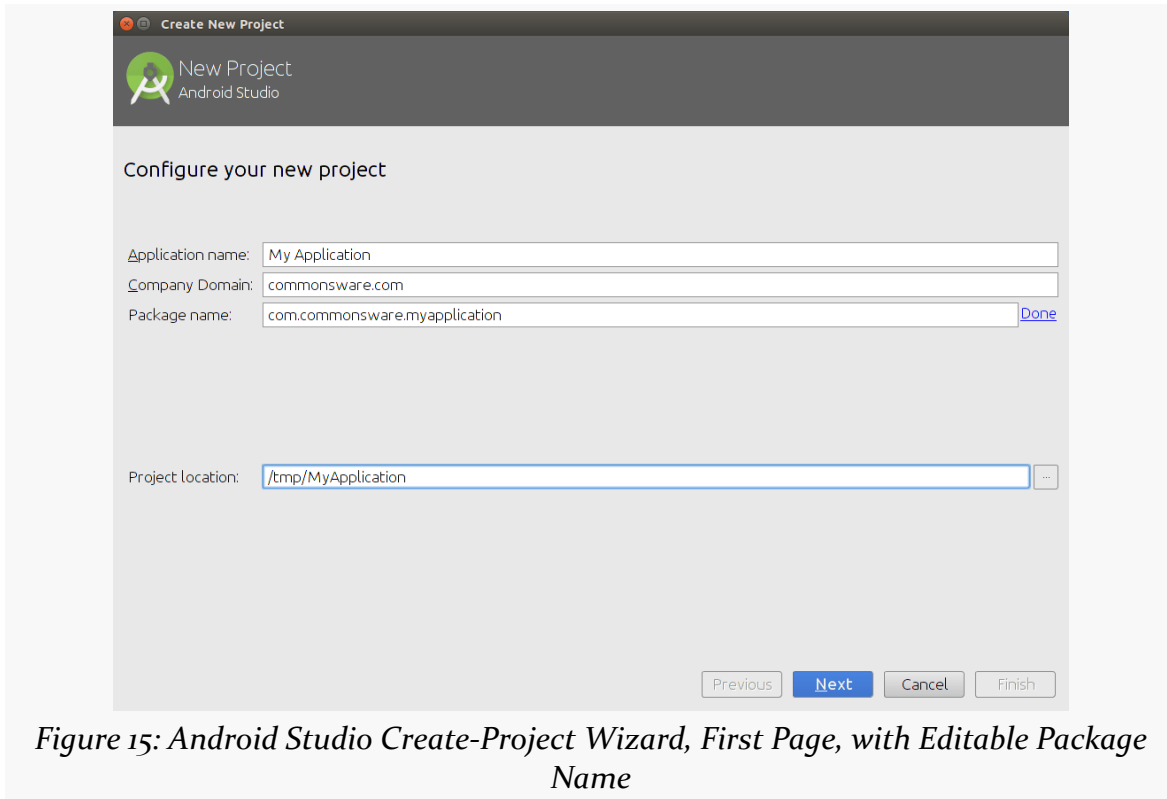 Create New Project
New Project
Android Studio
Configure your new project
Application name: My Application
Company Domain: commonsware.com
Package name: com.commonsware.myapplication Done
Project location: /tmp/MyApplication ...
Previous Next Cancel Finish
Figure 15: Android Studio Create-Project Wizard, First Page, with Editable Package
Name